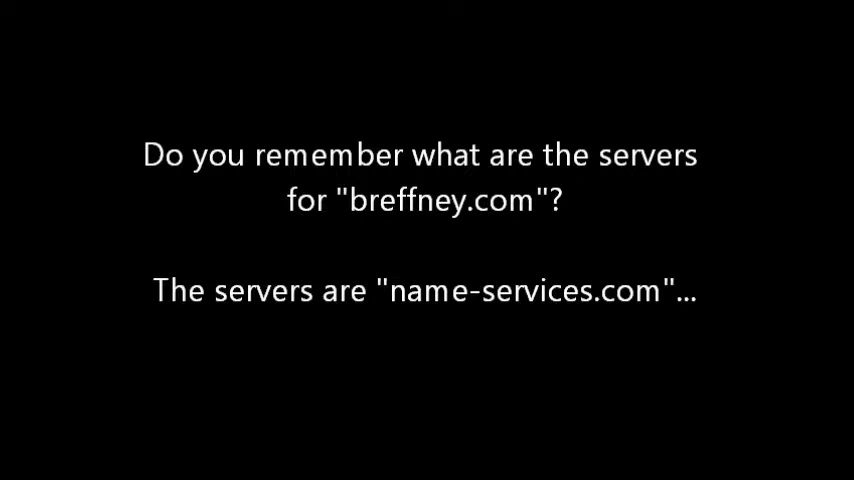 Do you remember what are the servers
for "breffney.com"?
The servers are "name-services.com"...